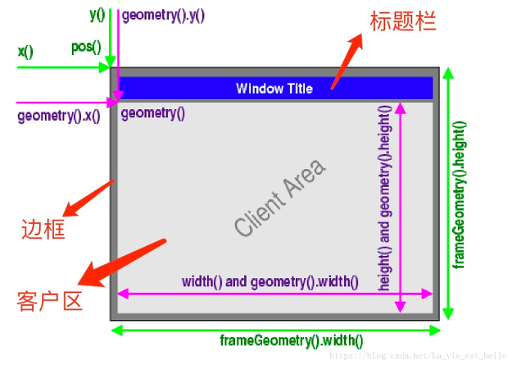 y()
geometry().y()
标题栏
pos()
x()
Window Title
geometry().x()
geometry()
Client Area
height() and geometry().height()
frameGeometry().height()
边框
客户区
width() and geometry().width()
frameGeometry().width()
https://blog.csdn.net/La_vie_est_belle